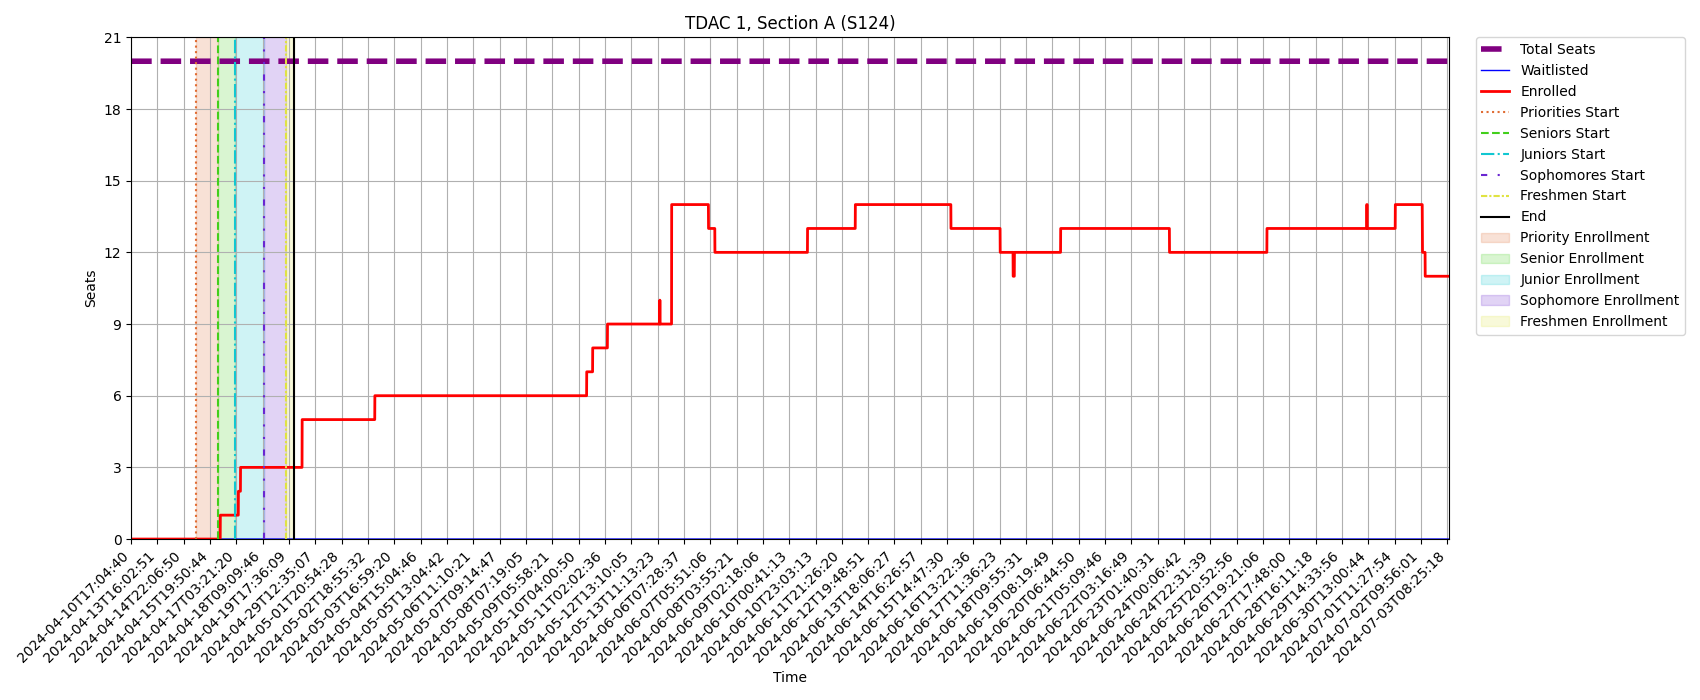 TDAC 1, Section A (S124)
21
18
15
12
9
6
3
0
Seats
2024-04-10T17:04:40
2024-04-13T16:02:51
2024-04-14T22:06:50
2024-04-15T19:50:44
2024-04-17T03:21:20
2024-04-18T09:09:46
2024-04-19T17:36:09
2024-04-29T12:35:07
2024-05-01T20:54:28
2024-05-02T18:55:32
2024-05-03T16:59:20
2024-05-04T15:04:46
2024-05-05T13:04:42
2024-05-06T11:10:21
2024-05-07T09:14:47
2024-05-08T07:19:05
2024-05-09T05:58:21
2024-05-10T04:00:50
2024-05-11T02:02:36
2024-05-12T13:10:05
2024-05-13T11:13:23
2024-06-06T07:28:37
2024-06-07T05:51:06
2024-06-08T03:55:21
2024-06-09T02:18:06
2024-06-10T00:41:13
2024-06-10T23:03:13
2024-06-11T21:26:20
2024-06-12T19:48:51
2024-06-13T18:06:27
2024-06-14T16:26:57
2024-06-15T14:47:30
2024-06-16T13:22:36
2024-06-17T11:36:23
2024-06-18T09:55:31
2024-06-19T08:19:49
2024-06-20T06:44:50
2024-06-21T05:09:46
2024-06-22T03:16:49
2024-06-23T01:40:31
2024-06-24T00:06:42
2024-06-24T22:31:39
2024-06-25T20:52:56
2024-06-26T19:21:06
2024-06-27T17:48:00
2024-06-28T16:11:18
2024-06-29T14:33:56
2024-06-30T13:00:44
2024-07-01T11:27:54
2024-07-02T09:56:01
2024-07-03T08:25:18
Time
Total Seats
Waitlisted
Enrolled
Priorities Start
Seniors Start
Juniors Start
Sophomores Start
Freshmen Start
End
Priority Enrollment
Senior Enrollment
Junior Enrollment
Sophomore Enrollment
Freshmen Enrollment